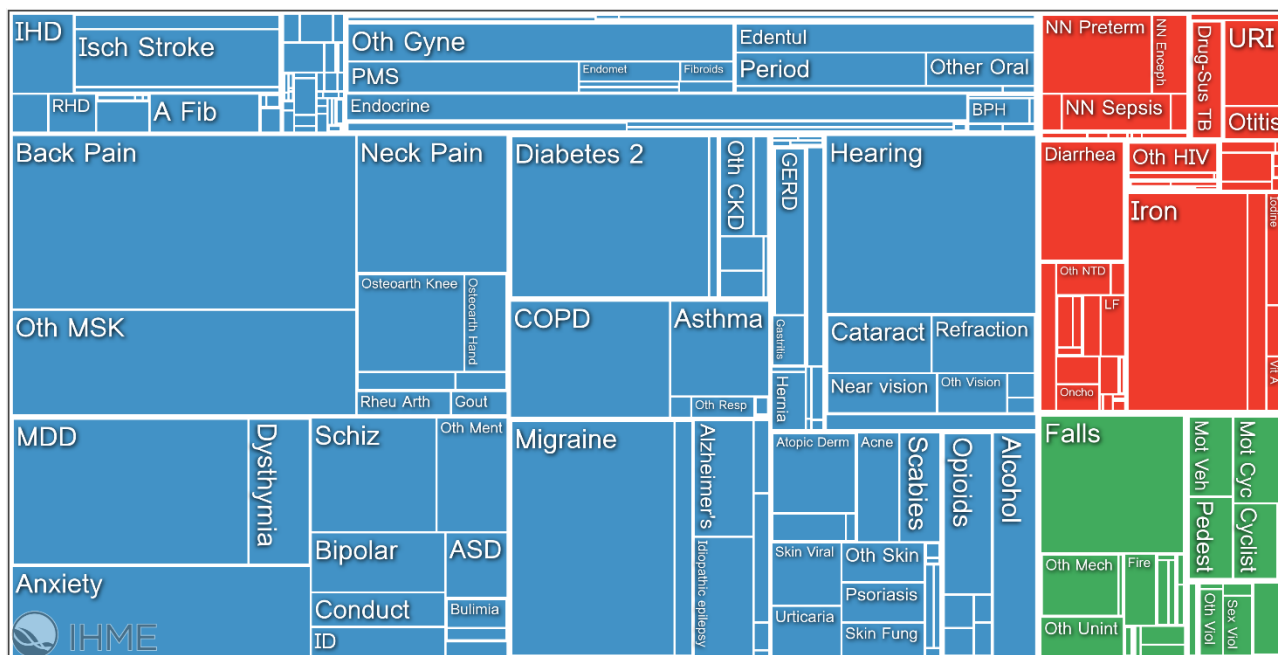 IHD
Isch Stroke
RHD
A Fib
Oth Gyne
PMS
Endomet
Fibroids
Edentul
Period
Other Oral
Endocrine
BPH
Back Pain
Neck Pain
Oth MSK
Osteoarth Knee
Osteoarth Hand
Rheu Arth
Gout
Diabetes 2
Oth CKD
GERD
Hearing
COPD
Asthma
Oth Resp
Gastritis
Hernia
Cataract
Refraction
Near vision
Oth Vision
MDD
Dysthymia
Schiz
Oth Ment
Bipolar
ASD
Anxiety
Conduct
Bulimia
ID
IHME
Migraine
Alzheimer's
Idiopathic epilepsy
Atopic Derm
Acne
Scabies
Opioids
Alcohol
Skin Viral
Oth Skin
Psoriasis
Urticaria
Skin Fung
NN Preterm
NN Enceph
NN Sepsis
Drug-Sus TB
URI
Otitis
Diarrhea
Oth HIV
Iron
Iodine
Oth NTD
LF
Oncho
Vit A
Falls
Mot Veh
Mot Cyc
Pedest
Cyclist
Oth Mech
Fire
Oth Unint
Oth Viol
Sex Viol